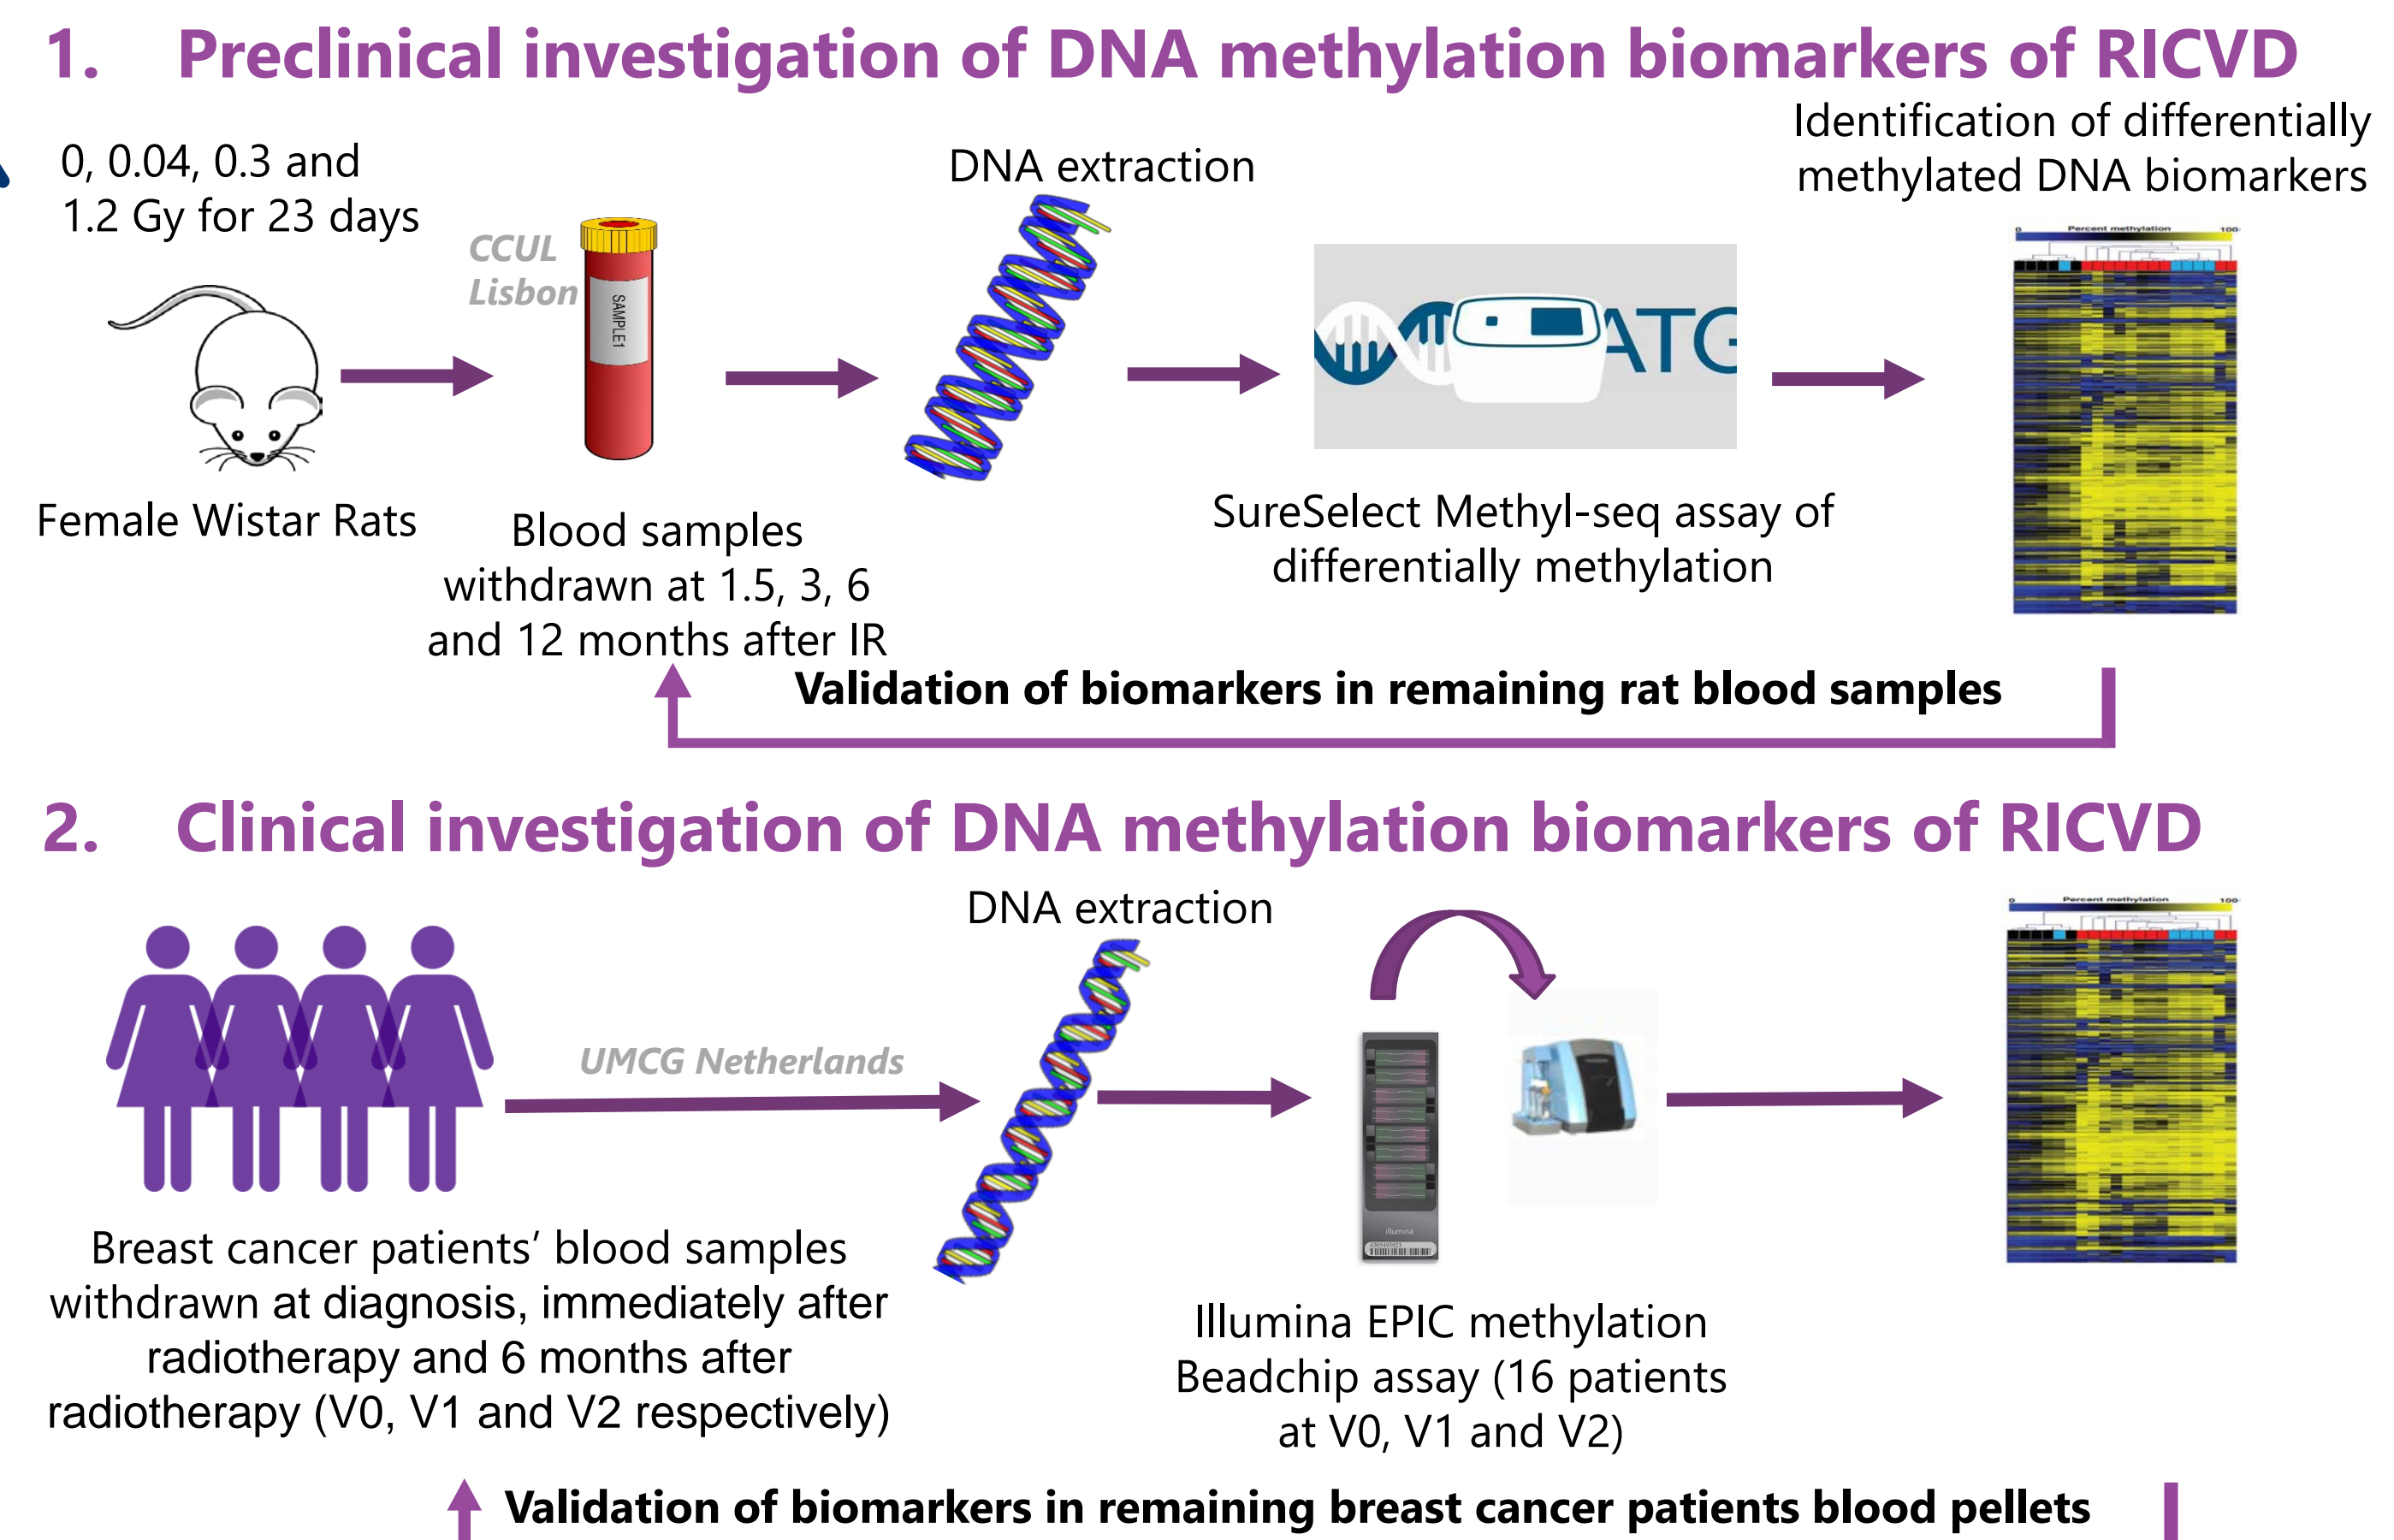 1. Preclinical investigation of DNA methylation biomarkers of RICVD
0, 0.04, 0.3 and
1.2 Gy for 23 days
Female Wistar Rats
CCUL
Lisbon
SAMPLE1
Blood samples
withdrawn at 1.5, 3, 6
and 12 months after IR
DNA extraction
ATG
SureSelect Methyl-seq assay of
differentially methylation
Identification of differentially
methylated DNA biomarkers
0 Percent methylation 100
Validation of biomarkers in remaining rat blood samples
2. Clinical investigation of DNA methylation biomarkers of RICVD
Breast cancer patients’ blood samples
withdrawn at diagnosis, immediately after
radiotherapy and 6 months after
radiotherapy (V0, V1 and V2 respectively)
UMCG Netherlands
DNA extraction
illumina
Illumina EPIC methylation
Beadchip assay (16 patients
at V0, V1 and V2)
0 Percent methylation 100
Validation of biomarkers in remaining breast cancer patients blood pellets